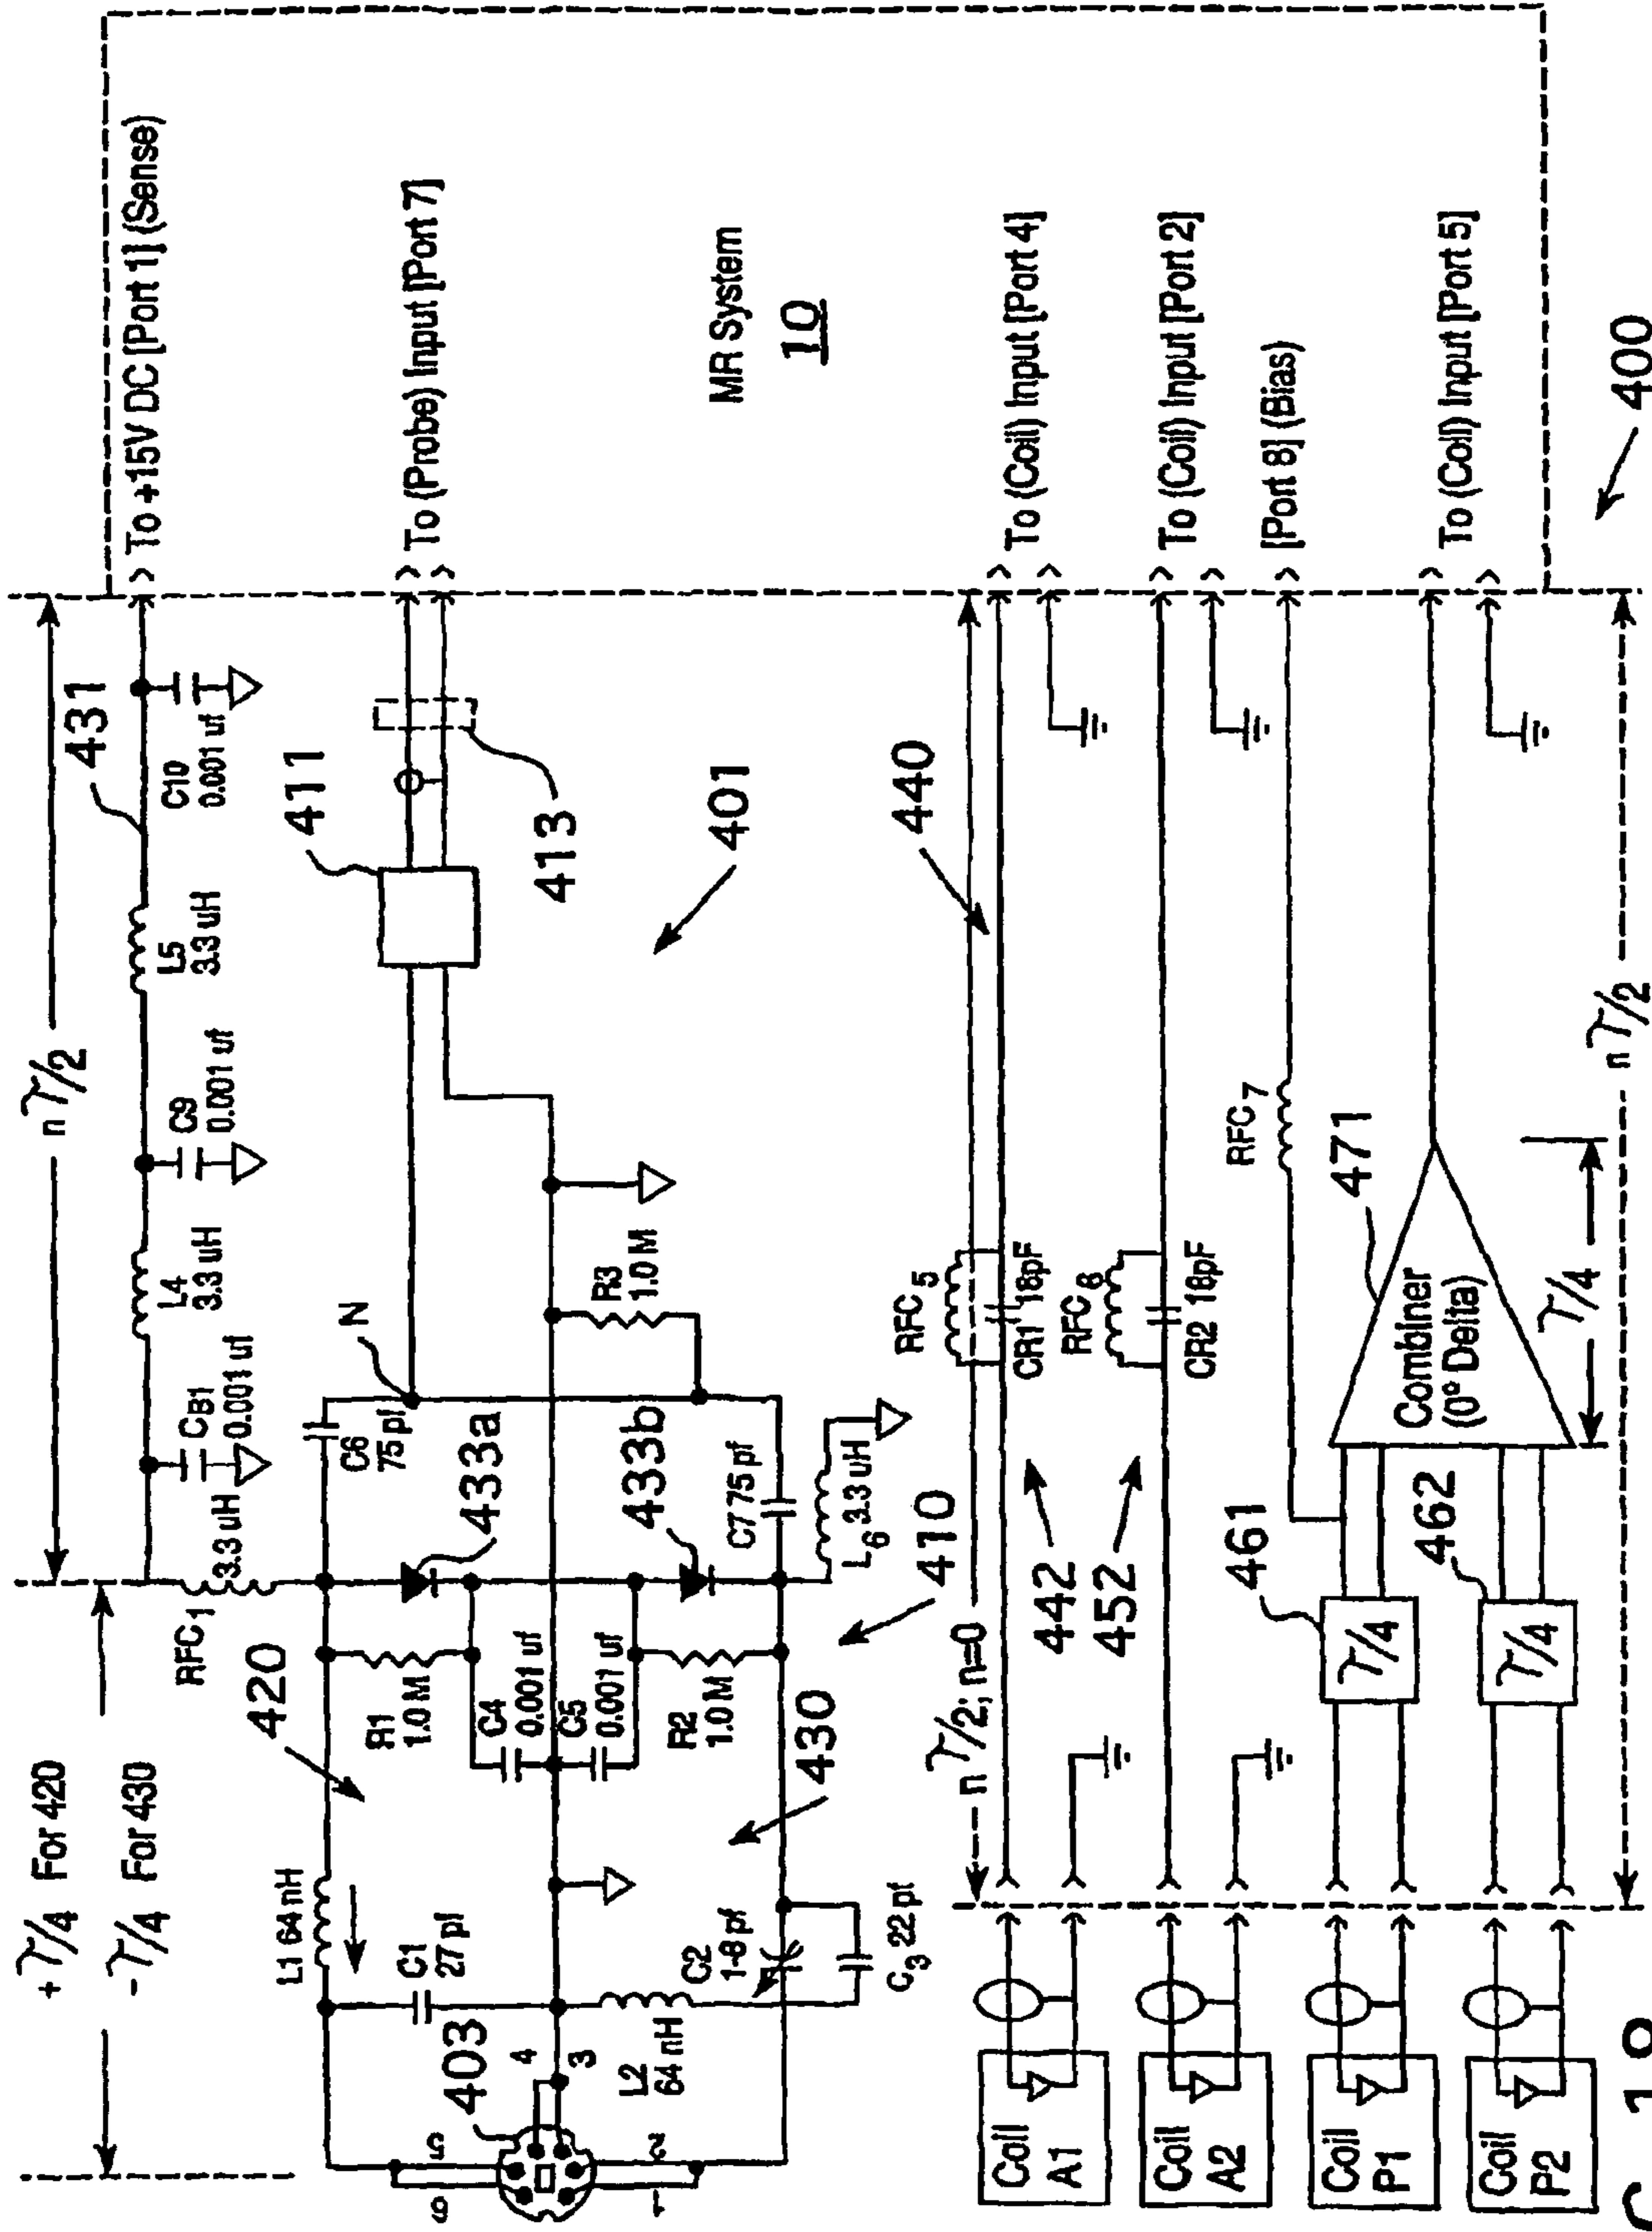 n 𝜏/2
+ 𝜏/4 For 420
- 𝜏/4 For 430
To +15V DC [Port 1] (Sense)
431
C10
0.001 uf
L5
3.3 uH
C9
0.001 uf
L4
3.3 uH
CB1
0.001 uf
3.3 uH
RFC1
To (Probe) Input [Port 7]
411
413
401
MR System
10
N
C6
75 pf
433a
433b
R3
1.0 M
C7 75 pf
L6 3.3 uH
410
420
R1
1.0 M
C4
0.001 uf
C5
0.001 uf
R2
1.0 M
430
L1 64 nH
C1
27 pf
403
4
3
L2
64 nH
C2
1-8 pf
C3 22 pf
5
6
2
1
n 𝜏/2; n=0
440
RFC5
CR1 18pF
442
To (Coil) Input [Port 4]
RFC6
CR2 18pF
452
To (Coil) Input [Port 2]
RFC7
[Port 8] (Bias)
461
𝜏/4
462
𝜏/4
471
Combiner
(0° Delta)
𝜏/4
To (Coil) Input [Port 5]
Coil
A1
Coil
A2
Coil
P1
Coil
P2
n 𝜏/2
400